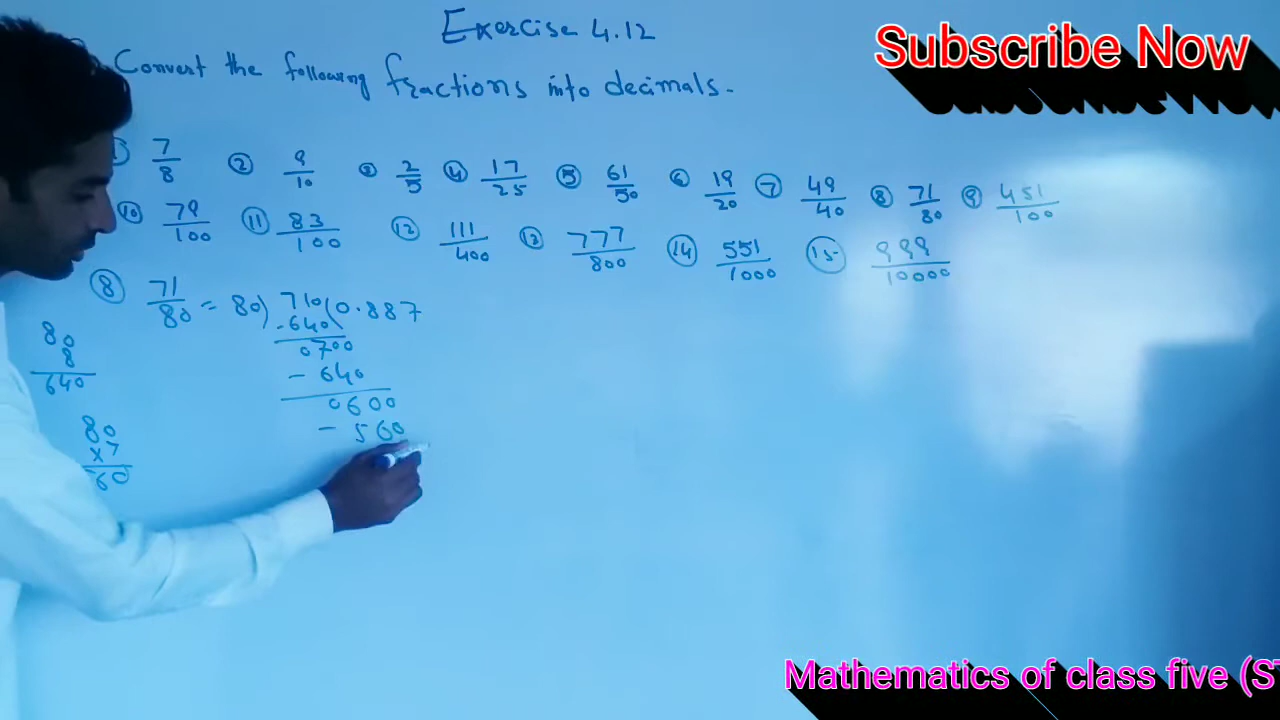 Exercise 4.12
Subscribe Now
Convert the following fractions into decimals.
① 7/8 ② 9/10 ③ 2/5 ④ 17/25 ⑤ 61/50 ⑥ 19/20 ⑦ 49/40 ⑧ 71/80 ⑨ 451/100
⑩ 79/100 ⑪ 83/100 ⑫ 111/400 ⑬ 777/800 ⑭ 551/1000 ⑮ 999/10000
⑧ 71/80 = 80) 710(0.887
-640
0700
- 640
0600
- 560
80
8
640
80
x7
560
Mathematics of class five (S